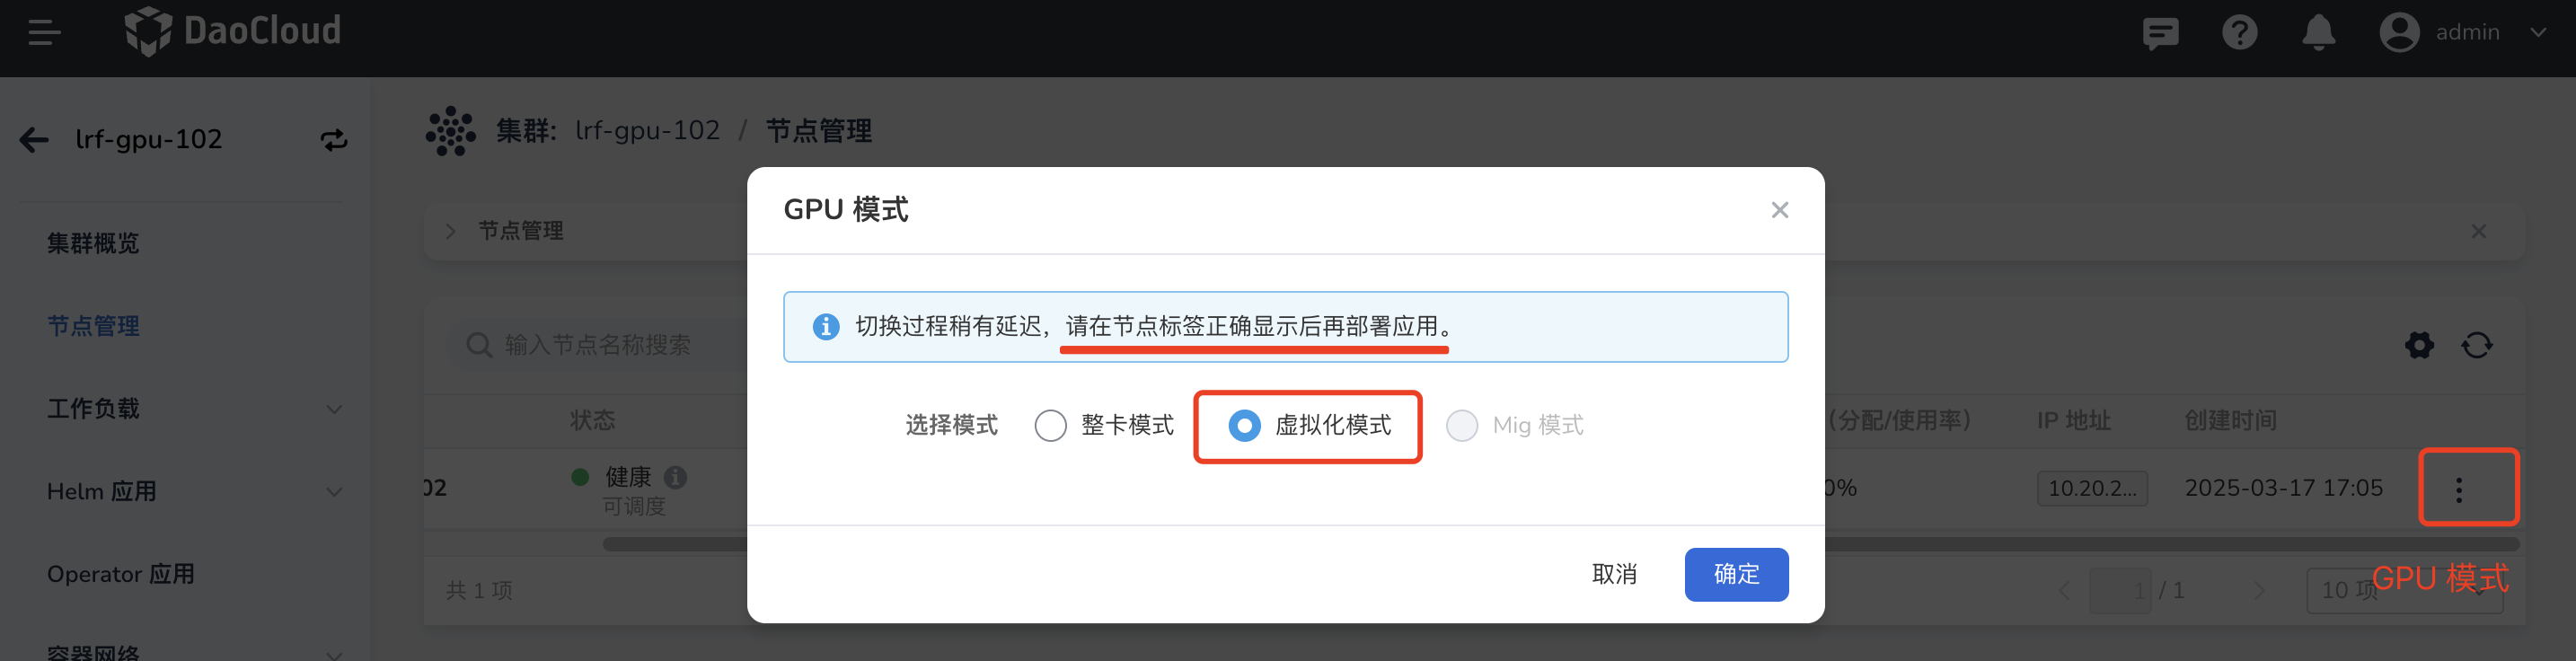 DaoCloud
admin
lrf-gpu-102
集群: lrf-gpu-102 / 节点管理
集群概览
节点管理
工作负载
Helm 应用
Operator 应用
容器网络
节点管理
输入节点名称搜索
状态
(分配/使用率)
IP 地址
创建时间
02
健康
可调度
0%
10.20.2...
2025-03-17 17:05
共 1 项
1 / 1
10 项
GPU 模式
GPU 模式
切换过程稍有延迟，请在节点标签正确显示后再部署应用。
选择模式
整卡模式
虚拟化模式
Mig 模式
取消
确定